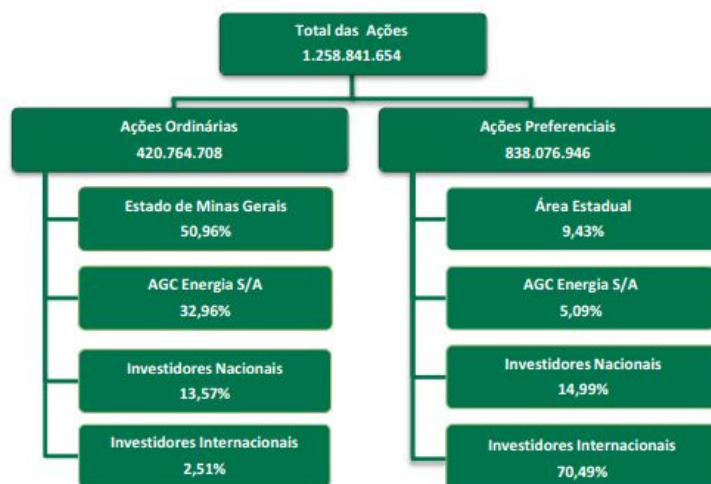 Total das Ações
1.258.841.654
Ações Ordinárias
420.764.708
Estado de Minas Gerais
50,96%
AGC Energia S/A
32,96%
Investidores Nacionais
13,57%
Investidores Internacionais
2,51%
Ações Preferenciais
838.076.946
Área Estadual
9,43%
AGC Energia S/A
5,09%
Investidores Nacionais
14,99%
Investidores Internacionais
70,49%